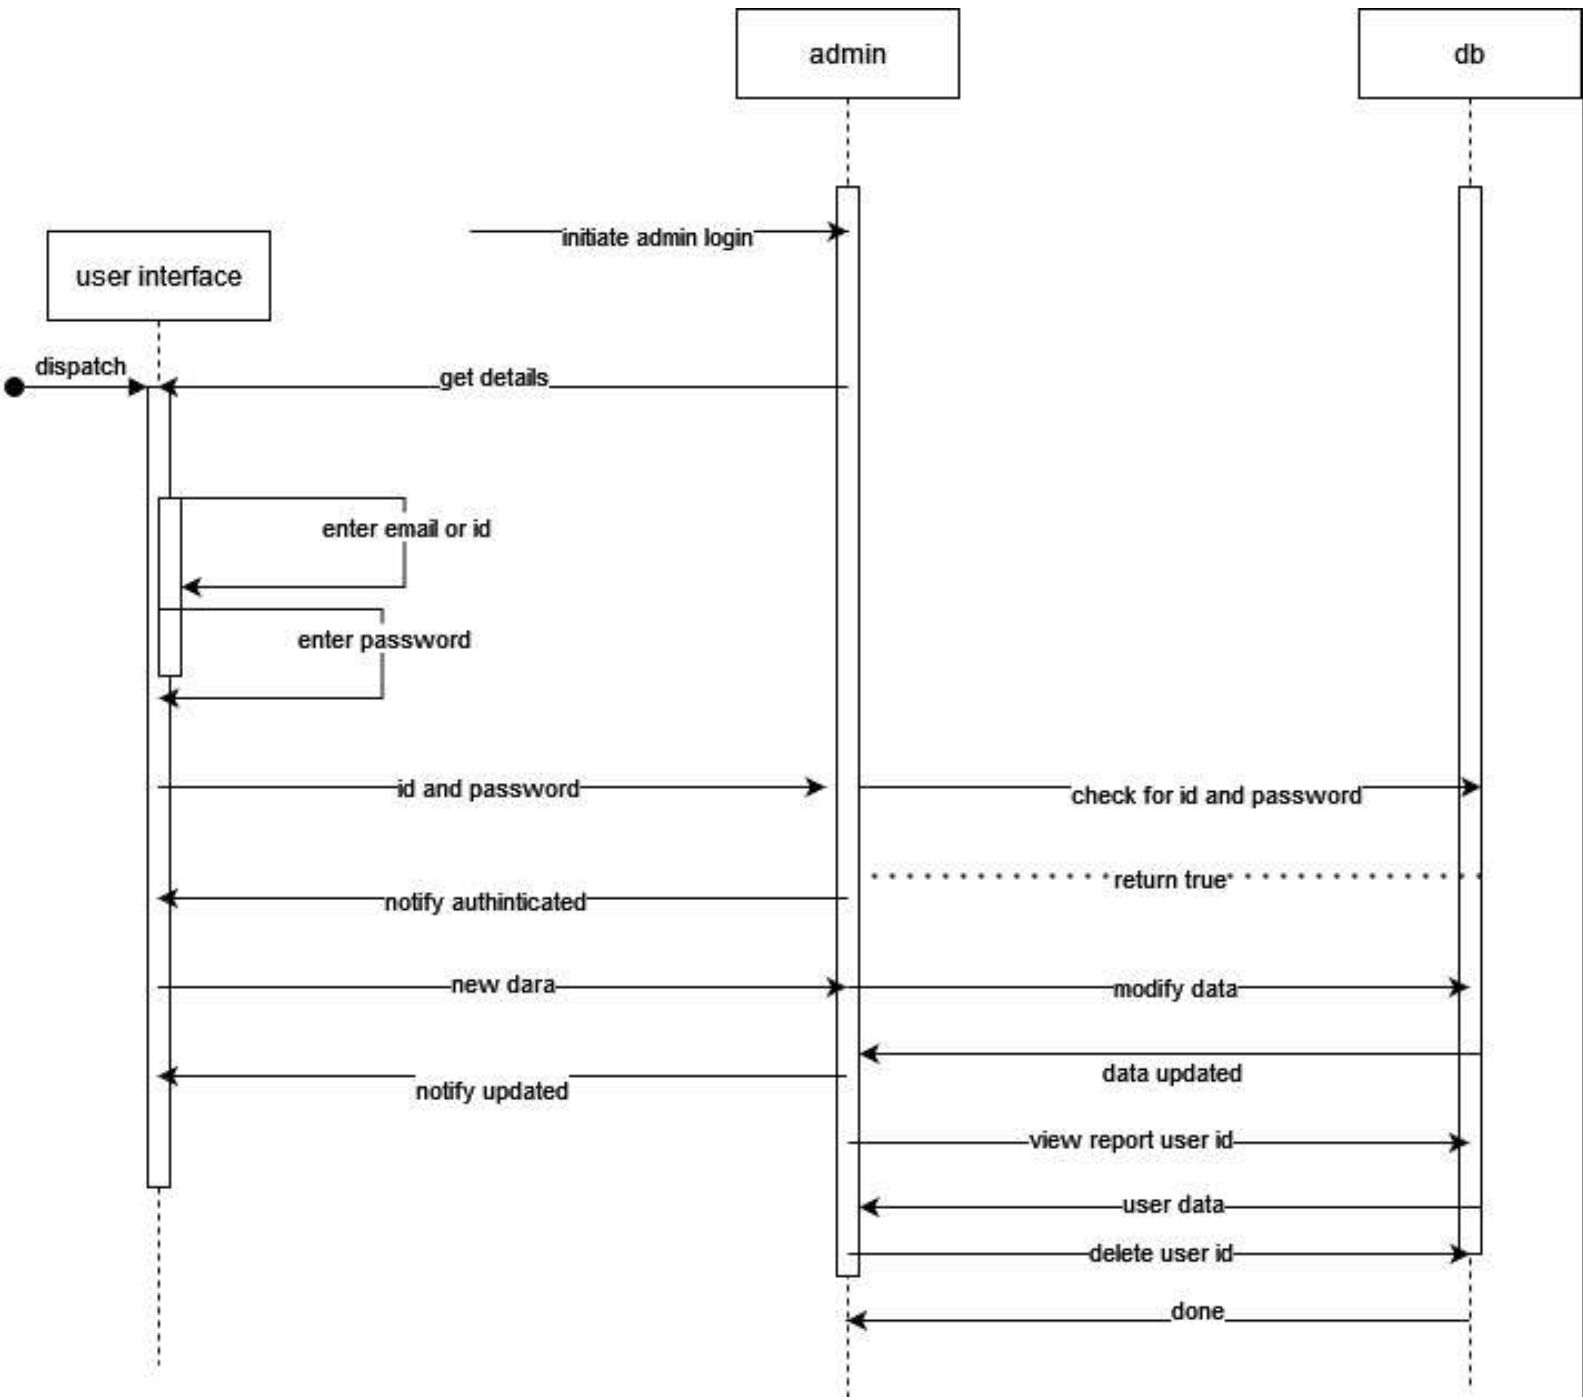 admin
db
initiate admin login
user interface
dispatch
get details
enter email or id
enter password
id and password
check for id and password
return true
notify authinticated
new dara
modify data
data updated
notify updated
view report user id
user data
delete user id
done